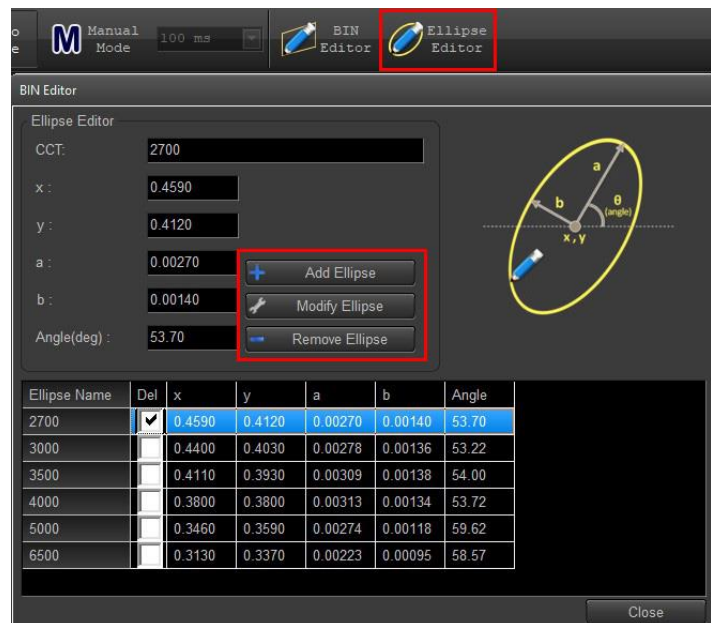 o
e
M Manual
Mode
100 ms
BIN
Editor
Ellipse
Editor
BIN Editor
Ellipse Editor
CCT: 2700
x : 0.4590
y : 0.4120
a : 0.00270
b : 0.00140
Angle(deg) : 53.70
Add Ellipse
Modify Ellipse
Remove Ellipse
a
b
θ
(angle)
x, y
Ellipse Name Del x y a b Angle
2700 0.4590 0.4120 0.00270 0.00140 53.70
3000 0.4400 0.4030 0.00278 0.00136 53.22
3500 0.4110 0.3930 0.00309 0.00138 54.00
4000 0.3800 0.3800 0.00313 0.00134 53.72
5000 0.3460 0.3590 0.00274 0.00118 59.62
6500 0.3130 0.3370 0.00223 0.00095 58.57
Close